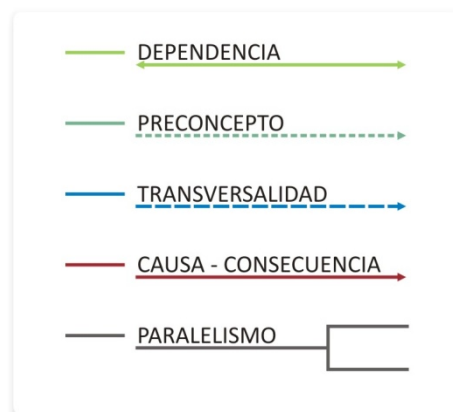 DEPENDENCIA
PRECONCEPTO
TRANSVERSALIDAD
CAUSA - CONSECUENCIA
PARALELISMO